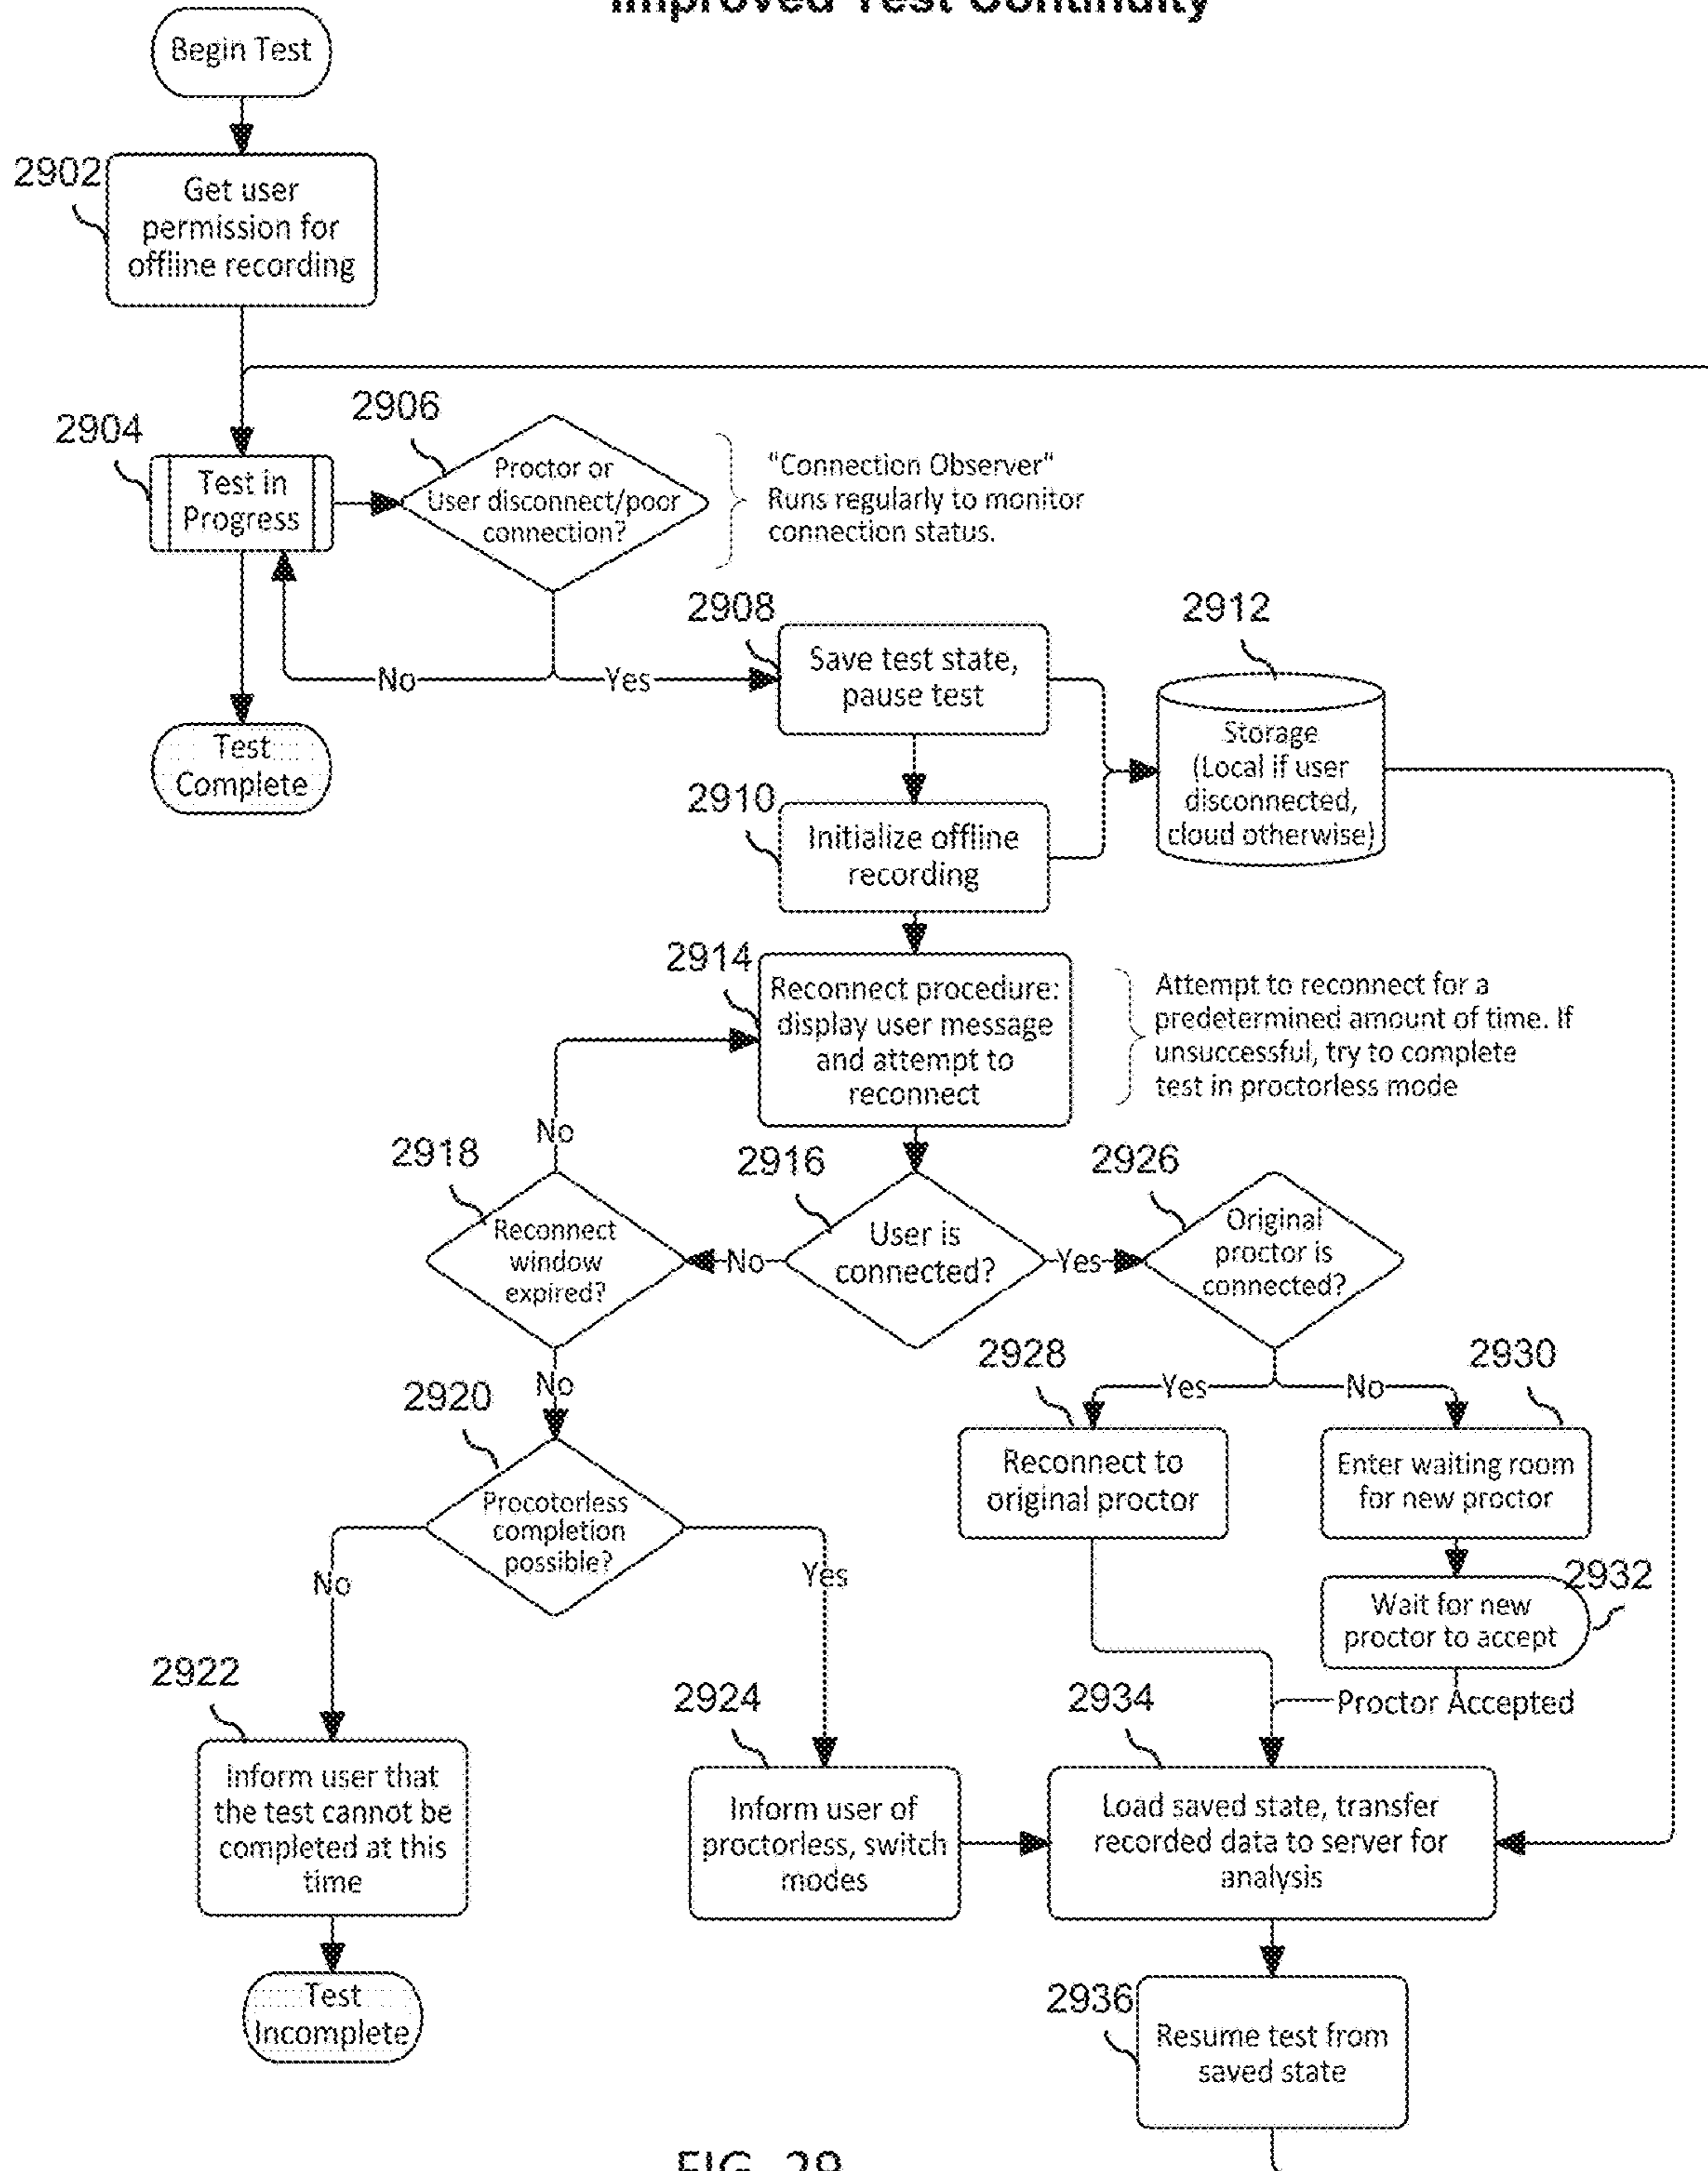 Improved Test Continuity
Begin Test
2902
Get user
permission for
offline recording
2904
Test in
Progress
2906
Proctor or
User disconnect/poor
connection?
"Connection Observer"
Runs regularly to monitor
connection status.
No
Yes
Test
Complete
2908
Save test state,
pause test
2910
Initialize offline
recording
2912
Storage
(Local if user
disconnected,
cloud otherwise)
2914
Reconnect procedure:
display user message
and attempt to
reconnect
Attempt to reconnect for a
predetermined amount of time. If
unsuccessful, try to complete
test in proctorless mode
No
2918
Reconnect
window
expired?
No
2916
User is
connected?
Yes
2926
Original
proctor is
connected?
No
2920
Procotorless
completion
possible?
No
Yes
2928
Yes
No
2930
Reconnect to
original proctor
Enter waiting room
for new proctor
2932
Wait for new
proctor to accept
Proctor Accepted
2922
Inform user that
the test cannot be
completed at this
time
Test
Incomplete
2924
Inform user of
proctorless, switch
modes
2934
Load saved state, transfer
recorded data to server for
analysis
2936
Resume test from
saved state
FIG. 29